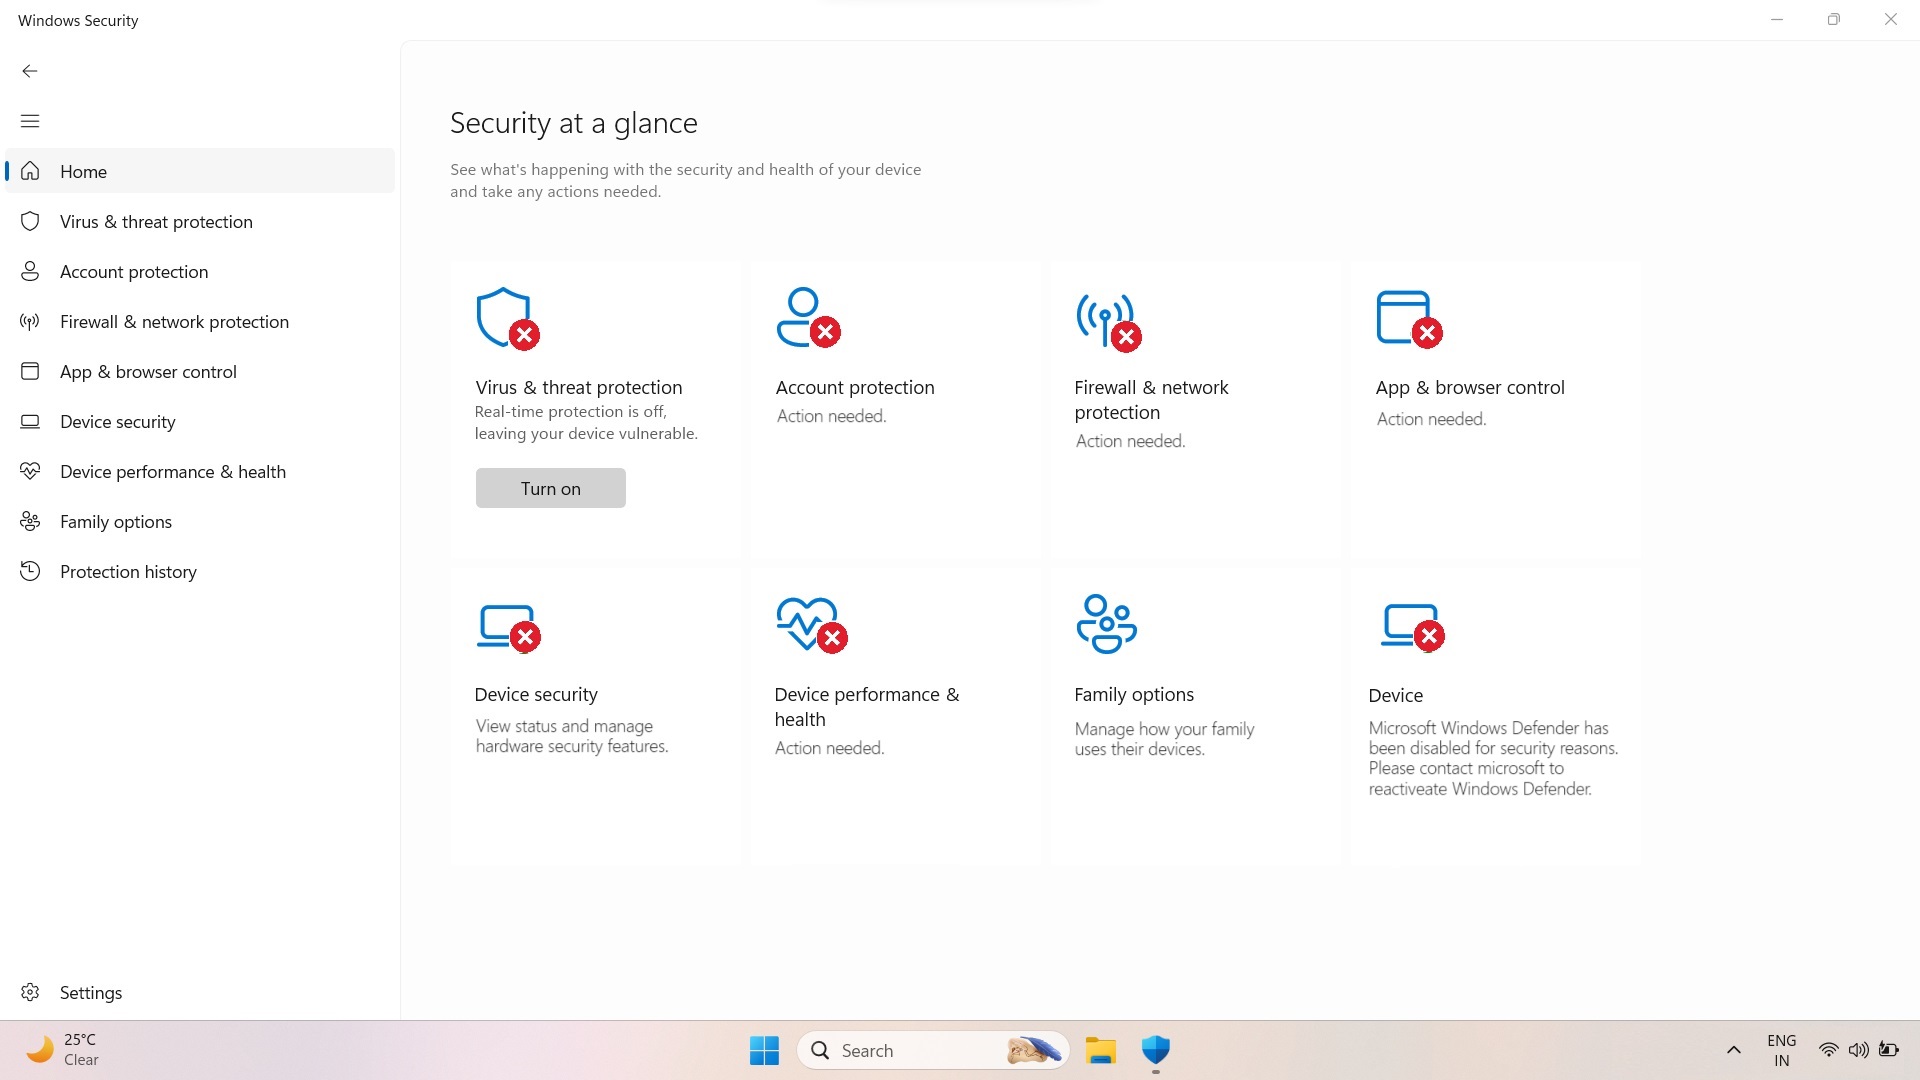 Windows Security
Home
Virus & threat protection
Account protection
Firewall & network protection
App & browser control
Device security
Device performance & health
Family options
Protection history
Settings
Security at a glance
See what's happening with the security and health of your device
and take any actions needed.
Virus & threat protection
Real-time protection is off,
leaving your device vulnerable.
Turn on
Account protection
Action needed.
Firewall & network
protection
Action needed.
App & browser control
Action needed.
Device security
View status and manage
hardware security features.
Device performance &
health
Action needed.
Family options
Manage how your family
uses their devices.
Device
Microsoft Windows Defender has
been disabled for security reasons.
Please contact microsoft to
reactiveate Windows Defender.
25°C
Clear
Search
ENG
IN